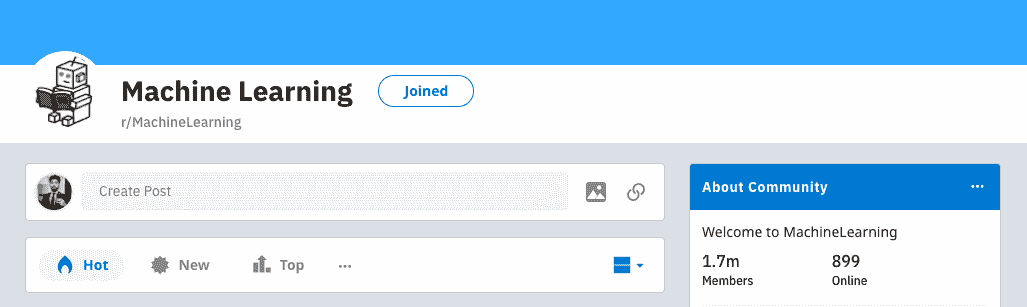 Machine Learning
Joined
r/MachineLearning
Create Post
About Community
Hot
New
Top
Welcome to MachineLearning
1.7m
899
Members
Online